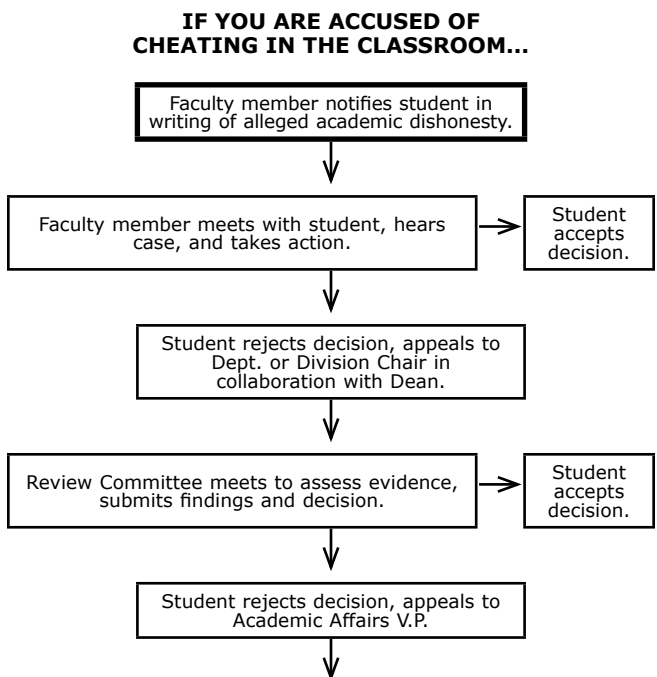 IF YOU ARE ACCUSED OF
CHEATING IN THE CLASSROOM...
Faculty member notifies student in
writing of alleged academic dishonesty.
Faculty member meets with student, hears
case, and takes action.
Student
accepts
decision.
Student rejects decision, appeals to
Dept. or Division Chair in
collaboration with Dean.
Review Committee meets to assess evidence,
submits findings and decision.
Student
accepts
decision.
Student rejects decision, appeals to
Academic Affairs V.P.